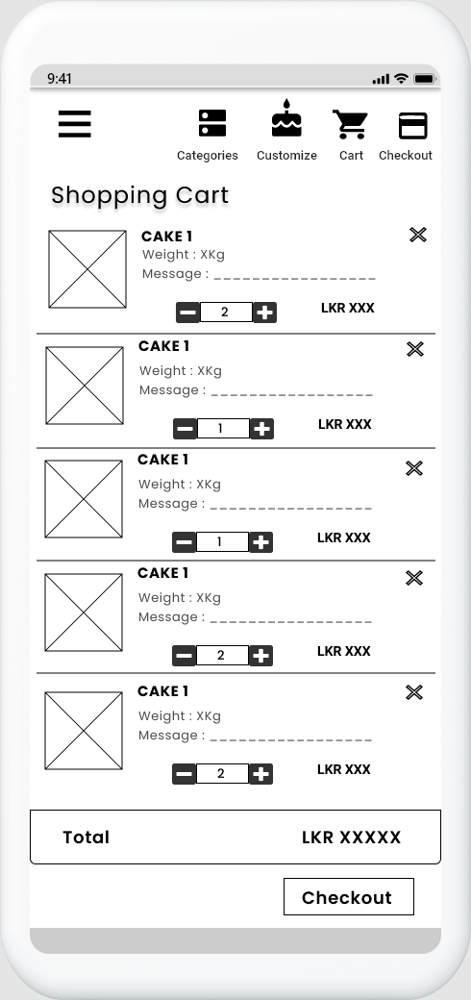 9:41
Categories Customize Cart Checkout
Shopping Cart
CAKE 1
Weight : XKg
Message : _________________
2 LKR XXX
CAKE 1
Weight : XKg
Message : _________________
1 LKR XXX
CAKE 1
Weight : XKg
Message : _________________
1 LKR XXX
CAKE 1
Weight : XKg
Message : _________________
2 LKR XXX
CAKE 1
Weight : XKg
Message : _________________
2 LKR XXX
Total LKR XXXXX
Checkout